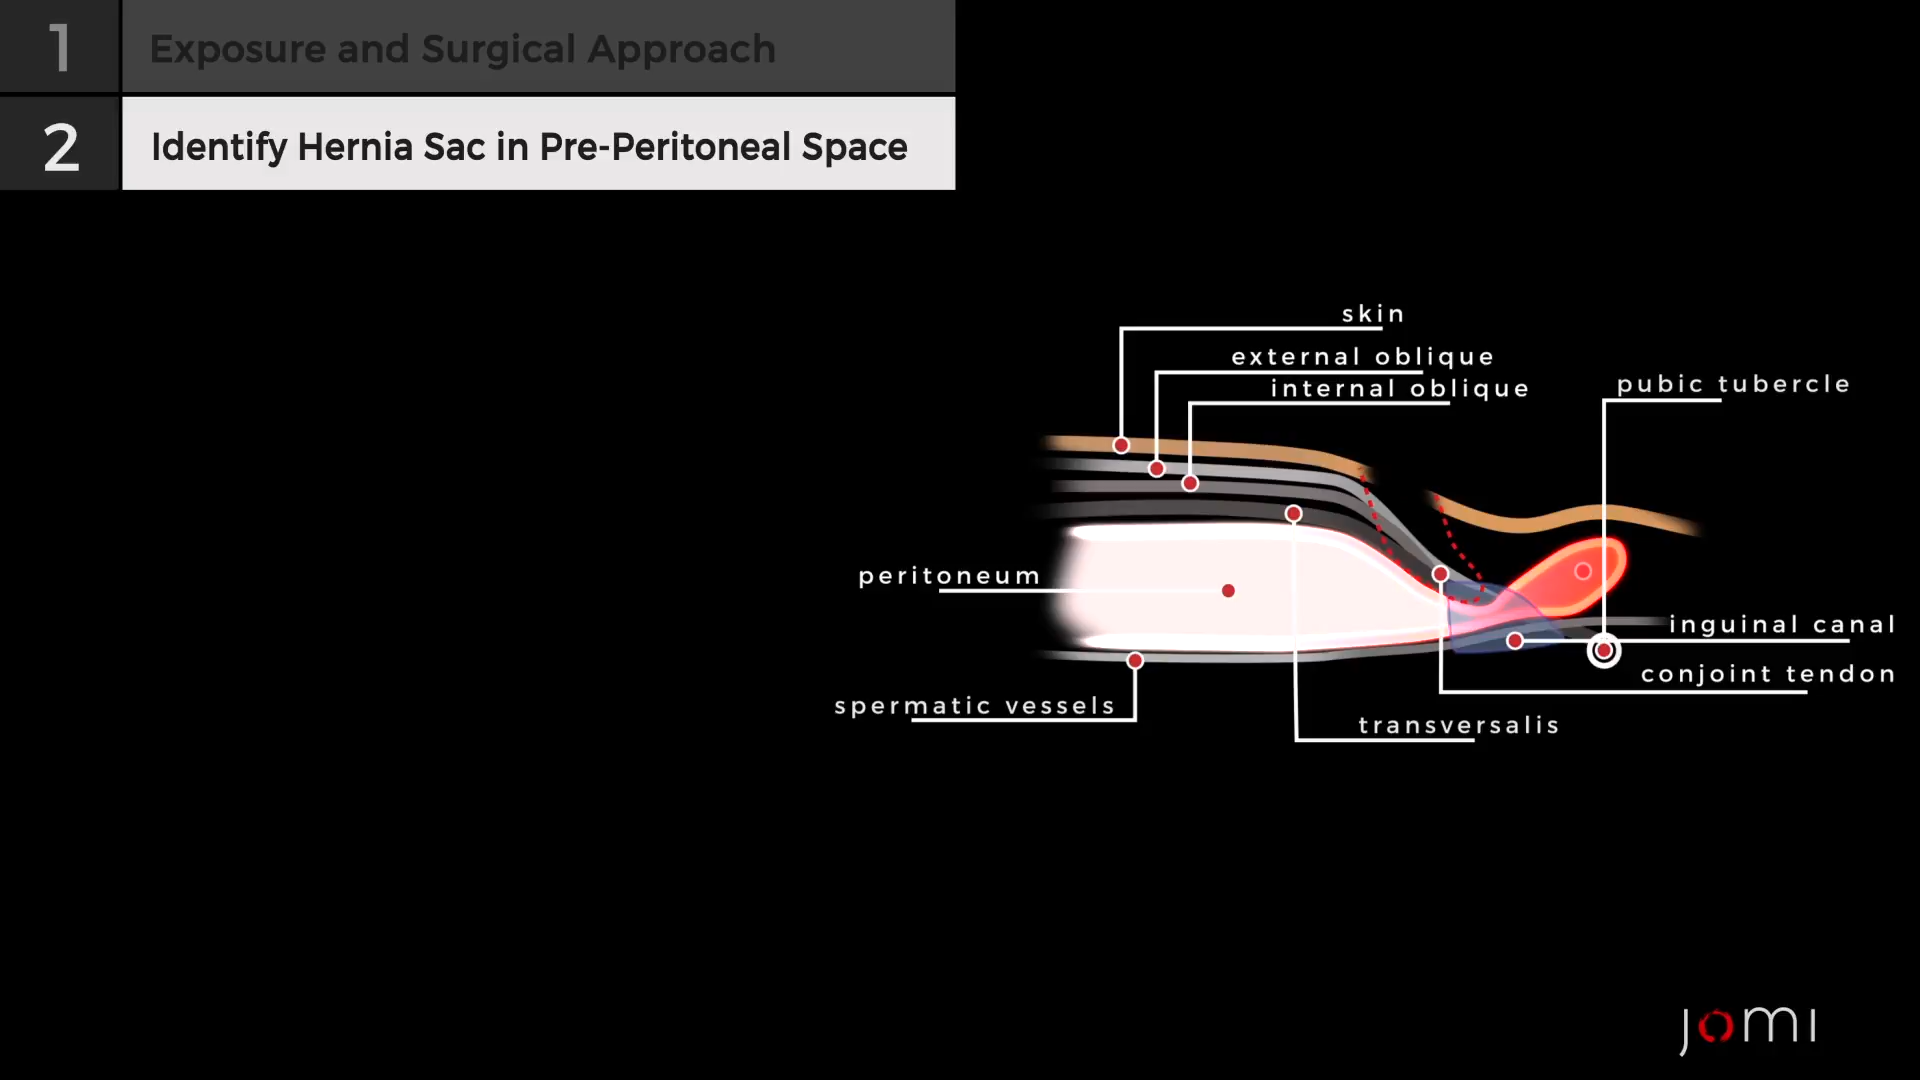 1 Exposure and Surgical Approach
2 Identify Hernia Sac in Pre-Peritoneal Space
skin
external oblique
internal oblique
pubic tubercle
peritoneum
inguinal canal
conjoint tendon
spermatic vessels
transversalis
jomi